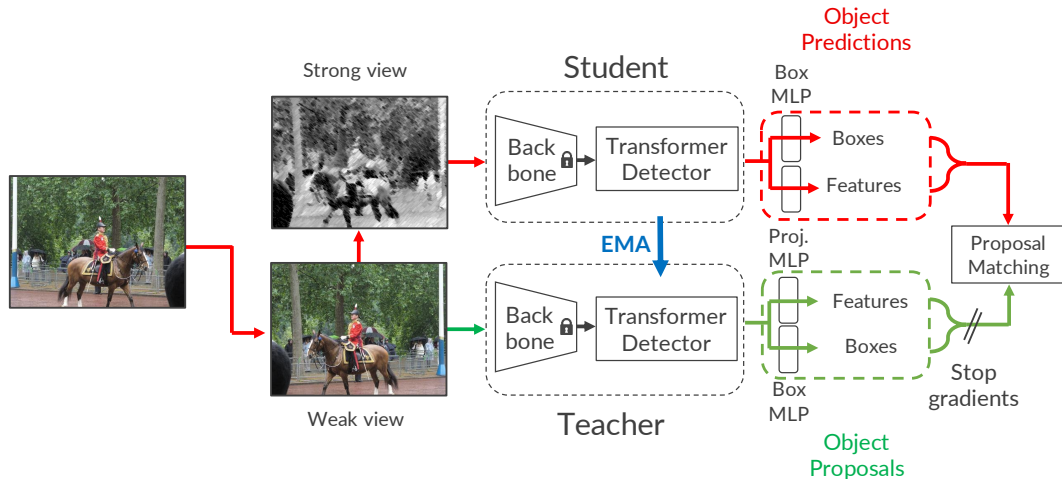 Object
Predictions
Strong view
Student
Box
MLP
Back
bone
Transformer
Detector
Boxes
Features
EMA
Proj.
MLP
Proposal
Matching
Back
bone
Transformer
Detector
Features
Boxes
Box
MLP
Stop
gradients
Weak view
Teacher
Object
Proposals